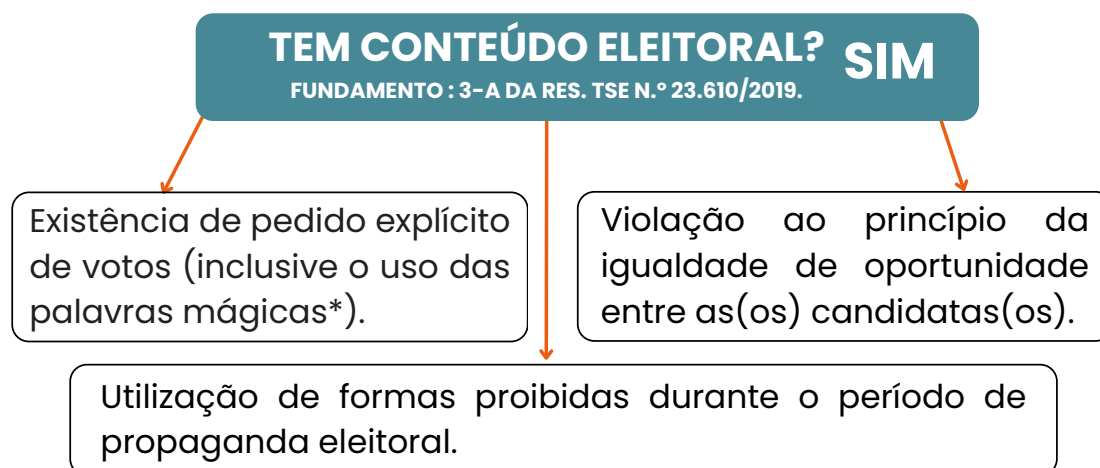 TEM CONTEÚDO ELEITORAL? SIM
FUNDAMENTO : 3-A DA RES. TSE N.º 23.610/2019.
Existência de pedido explícito
de votos (inclusive o uso das
palavras mágicas*).
Violação ao princípio da
igualdade de oportunidade
entre as(os) candidatas(os).
Utilização de formas proibidas durante o período de
propaganda eleitoral.